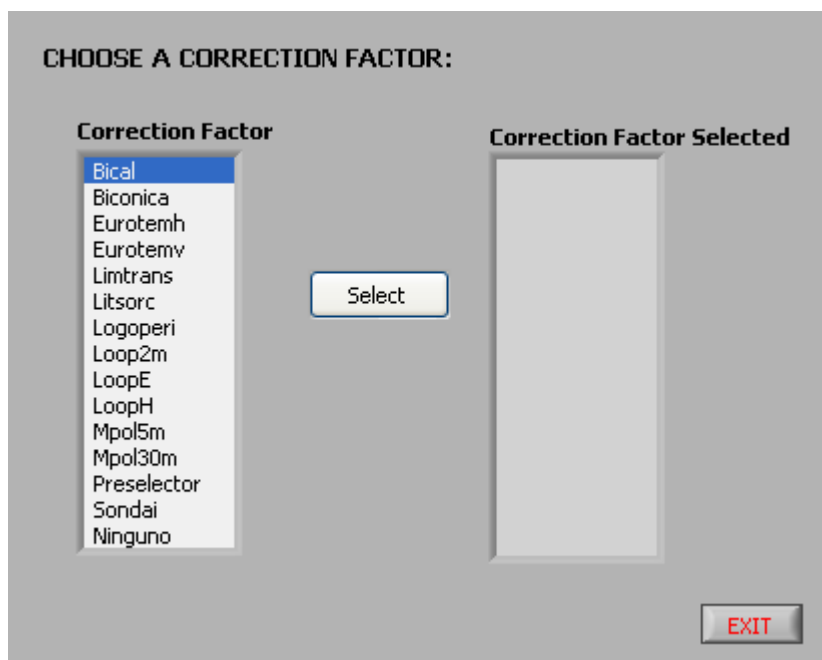 CHOOSE A CORRECTION FACTOR:
Correction Factor
Bical
Biconica
Eurotemh
Eurotemv
Limtrans
Litsorc
Logoperi
Loop2m
LoopE
LoopH
Mpol5m
Mpol30m
Preselector
Sondai
Ninguno
Select
Correction Factor Selected
EXIT